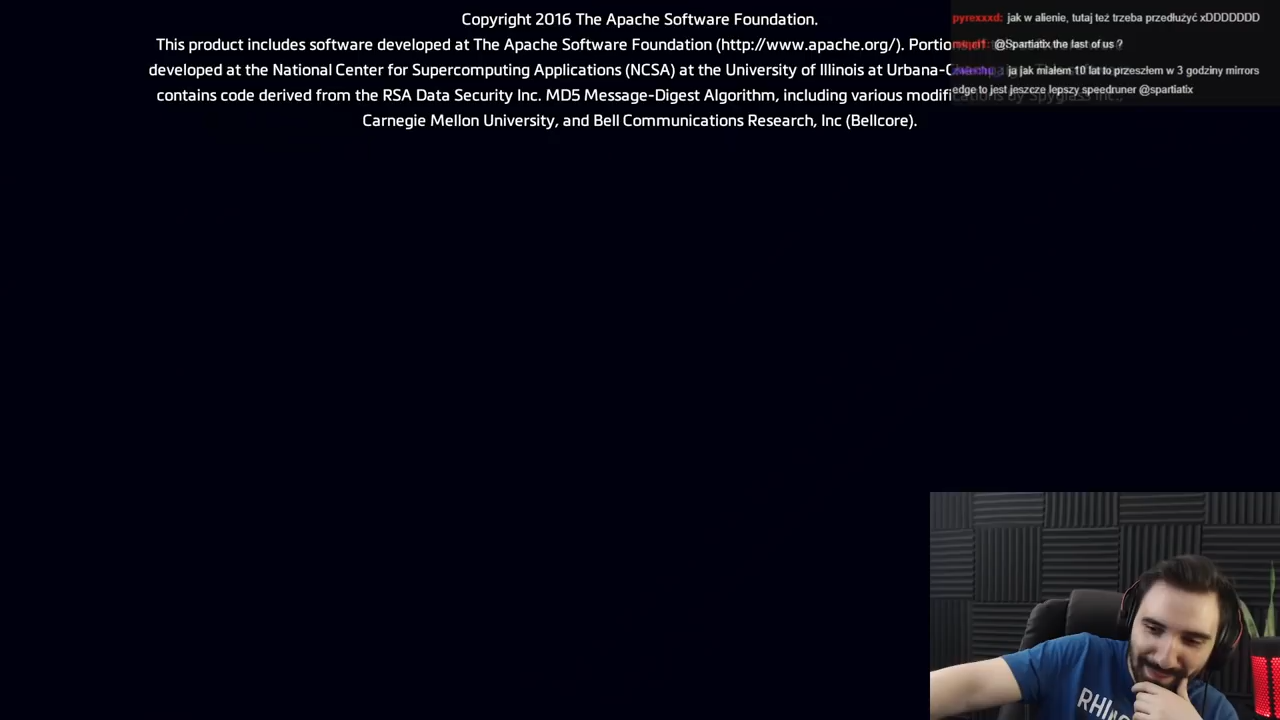 Copyright 2016 The Apache Software Foundation.
This product includes software developed at The Apache Software Foundation (http://www.apache.org/). Portio
developed at the National Center for Supercomputing Applications (NCSA) at the University of Illinois at Urbana-C
contains code derived from the RSA Data Security Inc. MD5 Message-Digest Algorithm, including various modifications by Spyglass Inc.,
Carnegie Mellon University, and Bell Communications Research, Inc (Bellcore).
pyrexxxd: jak w alienie, tutaj też trzeba przedłużyć xDDDDDDD
@Spartiatix the last of us ?
ja jak miałem 10 lat to przeszłem w 3 godziny mirrors
edge to jest jeszcze lepszy speedruner @spartiatix